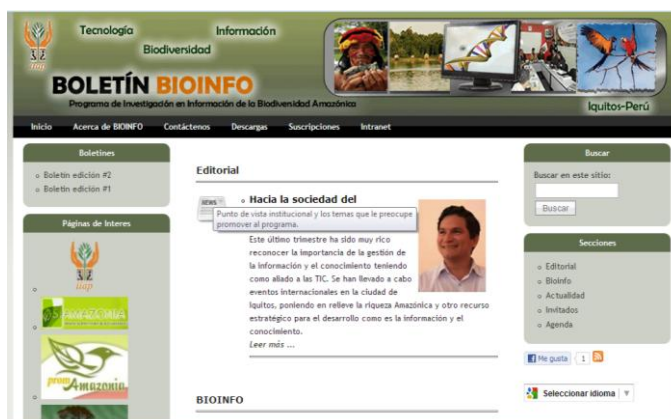 Tecnología
Información
Biodiversidad
BOLETÍN BIOINFO
Programa de Investigación en Información de la Biodiversidad Amazónica
Iquitos-Perú
Inicio Acerca de BIOINFO Contáctenos Descargas Suscripciones Intranet
Boletines
Boletín edición #2
Boletín edición #1
Páginas de Interes
Amazonia
Editorial
NEWS
Hacia la sociedad del
Punto de vista institucional y los temas que le preocupe
promover al programa.
Este último trimestre ha sido muy rico
reconocer la importancia de la gestión de
la información y el conocimiento teniendo
como aliado a las TIC. Se han llevado a cabo
eventos internacionales en la ciudad de
Iquitos, poniendo en relieve la riqueza Amazónica y otro recurso
estratégico para el desarrollo como es la información y el
conocimiento.
Leer más ...
BIOINFO
Buscar
Buscar en este sitio:
Buscar
Secciones
Editorial
Bioinfo
Actualidad
Invitados
Agenda
Me gusta 1
Seleccionar idioma